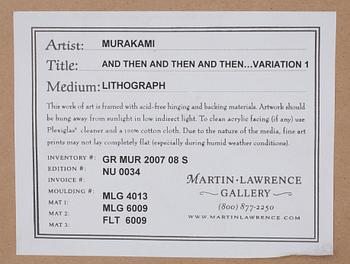 Artist: MURAKAMI
Title: AND THEN AND THEN AND THEN...VARIATION 1
Medium: LITHOGRAPH
This work of art is framed with acid-free hinging and backing materials. Artwork should
be hung away from sunlight in low indirect light. To clean acrylic facing (if any) use
Plexiglas® cleaner and a 100% cotton cloth. Due to the nature of the media, fine art
prints may not lay completely flat (especially during humid weather conditions).
INVENTORY #: GR MUR 2007 08 S
EDITION #: NU 0034
INVOICE #:
MOULDING #: MLG 4013
MAT 1: MLG 6009
MAT 2: FLT 6009
MAT 3:
MARTIN·LAWRENCE
GALLERY
(800) 877-2250
WWW.MARTINLAWRENCE.COM